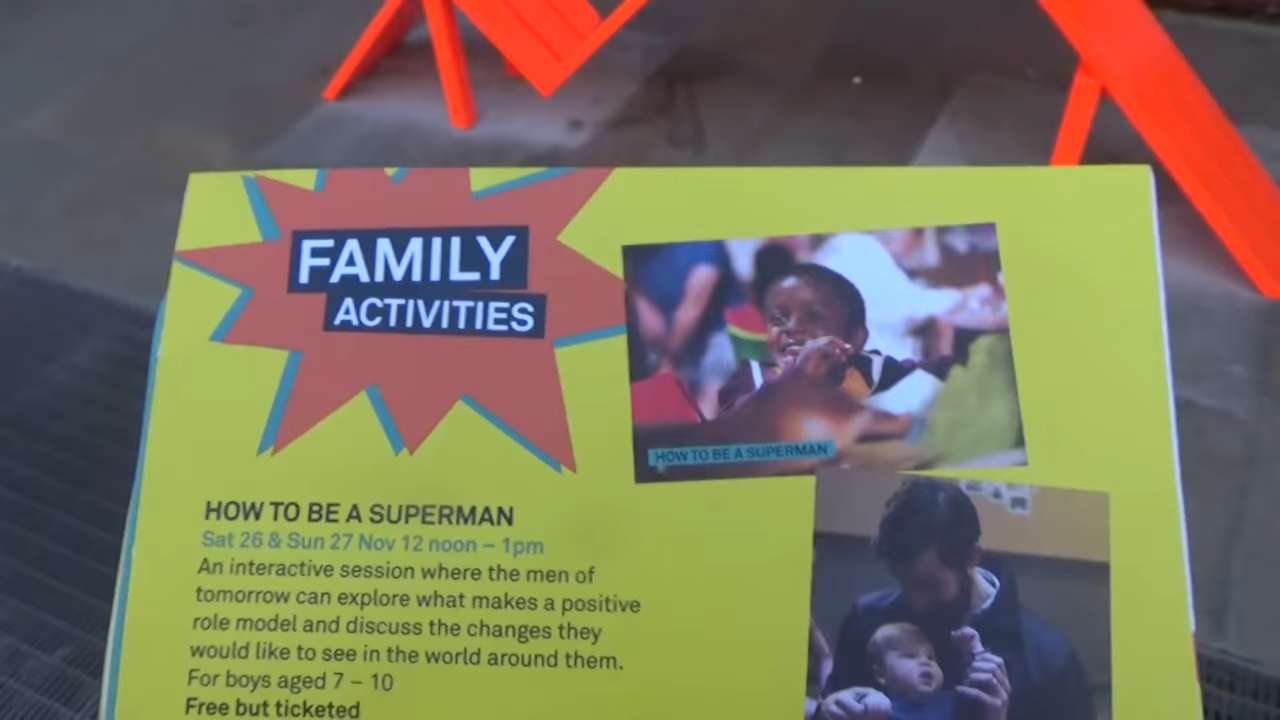 FAMILY
ACTIVITIES
HOW TO BE A SUPERMAN
HOW TO BE A SUPERMAN
Sat 26 & Sun 27 Nov 12 noon – 1pm
An interactive session where the men of
tomorrow can explore what makes a positive
role model and discuss the changes they
would like to see in the world around them.
For boys aged 7 – 10
Free but ticketed